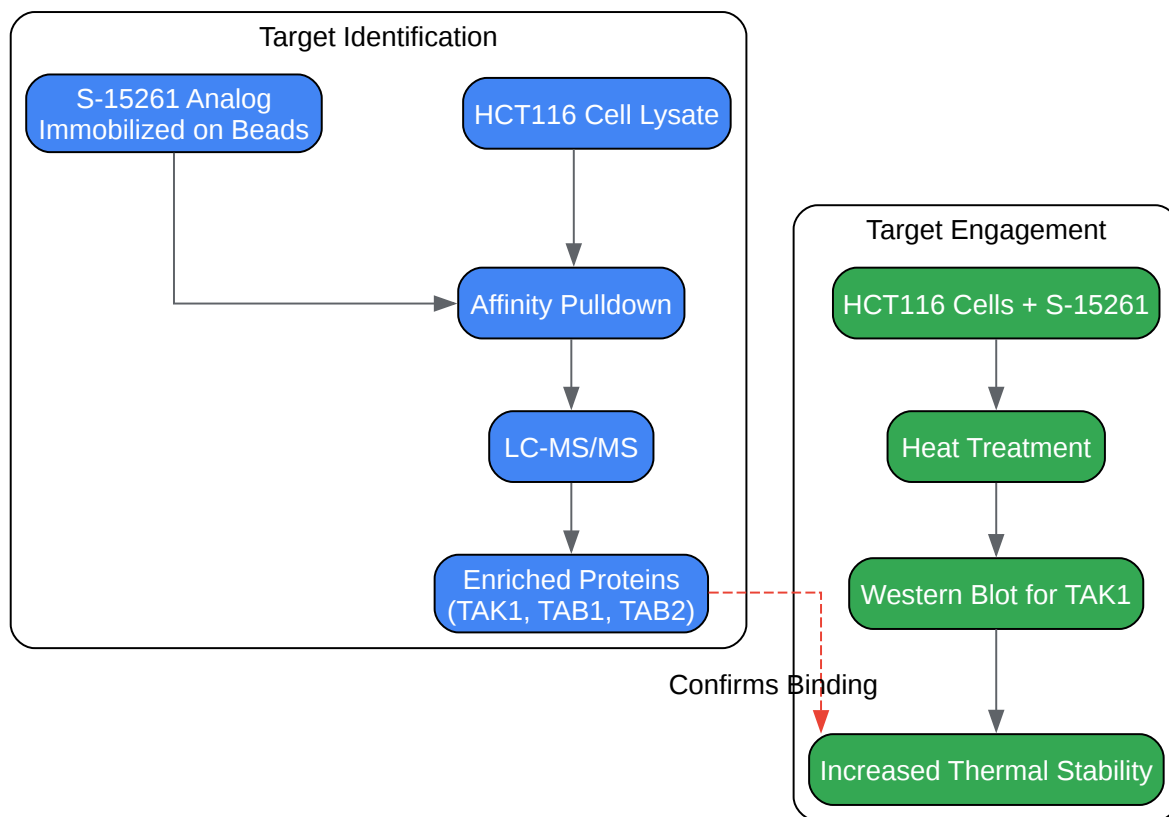 Target Identification
S-15261 Analog
Immobilized on Beads
HCT116 Cell Lysate
Affinity Pulldown
LC-MS/MS
Enriched Proteins
(TAK1, TAB1, TAB2)
Confirms Binding
Target Engagement
HCT116 Cells + S-15261
Heat Treatment
Western Blot for TAK1
Increased Thermal Stability